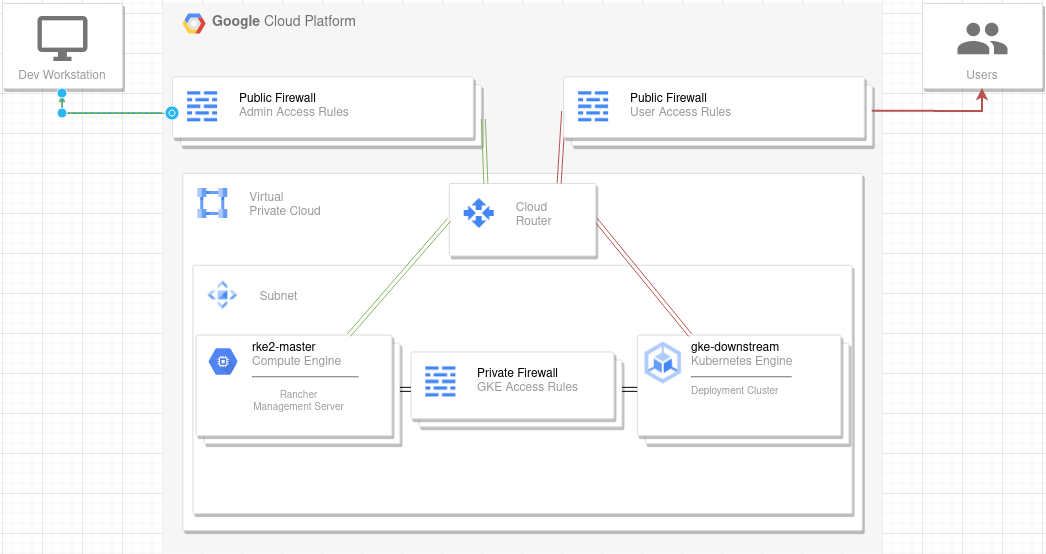 Google Cloud Platform
Dev Workstation
Users
Public Firewall
Admin Access Rules
Public Firewall
User Access Rules
Virtual
Private Cloud
Cloud
Router
Subnet
rke2-master
Compute Engine
Rancher
Management Server
Private Firewall
GKE Access Rules
gke-downstream
Kubernetes Engine
Deployment Cluster